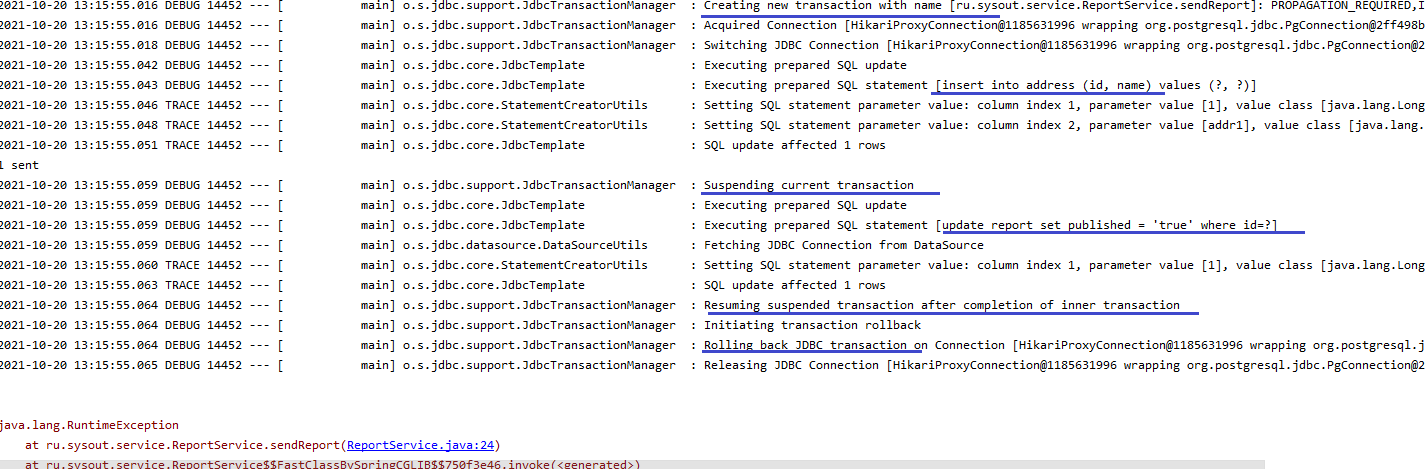 2021-10-20 13:15:55.016 DEBUG 14452 --- [           main] o.s.jdbc.support.JdbcTransactionManager  : Creating new transaction with name [ru.sysout.service.ReportService.sendReport]: PROPAGATION_REQUIRED,I
2021-10-20 13:15:55.016 DEBUG 14452 --- [           main] o.s.jdbc.support.JdbcTransactionManager  : Acquired Connection [HikariProxyConnection@1185631996 wrapping org.postgresql.jdbc.PgConnection@2ff498b
2021-10-20 13:15:55.018 DEBUG 14452 --- [           main] o.s.jdbc.support.JdbcTransactionManager  : Switching JDBC Connection [HikariProxyConnection@1185631996 wrapping org.postgresql.jdbc.PgConnection@2
2021-10-20 13:15:55.042 DEBUG 14452 --- [           main] o.s.jdbc.core.JdbcTemplate               : Executing prepared SQL update
2021-10-20 13:15:55.043 DEBUG 14452 --- [           main] o.s.jdbc.core.JdbcTemplate               : Executing prepared SQL statement [insert into address (id, name) values (?, ?)]
2021-10-20 13:15:55.046 TRACE 14452 --- [           main] o.s.jdbc.core.StatementCreatorUtils      : Setting SQL statement parameter value: column index 1, parameter value [1], value class [java.lang.Long
2021-10-20 13:15:55.048 TRACE 14452 --- [           main] o.s.jdbc.core.StatementCreatorUtils      : Setting SQL statement parameter value: column index 2, parameter value [addr1], value class [java.lang.
2021-10-20 13:15:55.051 TRACE 14452 --- [           main] o.s.jdbc.core.JdbcTemplate               : SQL update affected 1 rows
1 sent
2021-10-20 13:15:55.059 DEBUG 14452 --- [           main] o.s.jdbc.support.JdbcTransactionManager  : Suspending current transaction
2021-10-20 13:15:55.059 DEBUG 14452 --- [           main] o.s.jdbc.core.JdbcTemplate               : Executing prepared SQL update
2021-10-20 13:15:55.059 DEBUG 14452 --- [           main] o.s.jdbc.core.JdbcTemplate               : Executing prepared SQL statement [update report set published = 'true' where id=?]
2021-10-20 13:15:55.059 DEBUG 14452 --- [           main] o.s.jdbc.datasource.DataSourceUtils      : Fetching JDBC Connection from DataSource
2021-10-20 13:15:55.060 TRACE 14452 --- [           main] o.s.jdbc.core.StatementCreatorUtils      : Setting SQL statement parameter value: column index 1, parameter value [1], value class [java.lang.Long
2021-10-20 13:15:55.063 TRACE 14452 --- [           main] o.s.jdbc.core.JdbcTemplate               : SQL update affected 1 rows
2021-10-20 13:15:55.064 DEBUG 14452 --- [           main] o.s.jdbc.support.JdbcTransactionManager  : Resuming suspended transaction after completion of inner transaction
2021-10-20 13:15:55.064 DEBUG 14452 --- [           main] o.s.jdbc.support.JdbcTransactionManager  : Initiating transaction rollback
2021-10-20 13:15:55.064 DEBUG 14452 --- [           main] o.s.jdbc.support.JdbcTransactionManager  : Rolling back JDBC transaction on Connection [HikariProxyConnection@1185631996 wrapping org.postgresql.j
2021-10-20 13:15:55.065 DEBUG 14452 --- [           main] o.s.jdbc.support.JdbcTransactionManager  : Releasing JDBC Connection [HikariProxyConnection@1185631996 wrapping org.postgresql.jdbc.PgConnection@2
java.lang.RuntimeException
at ru.sysout.service.ReportService.sendReport(ReportService.java:24)
at ru.sysout.service.ReportService$$FastClassBySpringCGLIB$$750f3e46.invoke(<generated>)